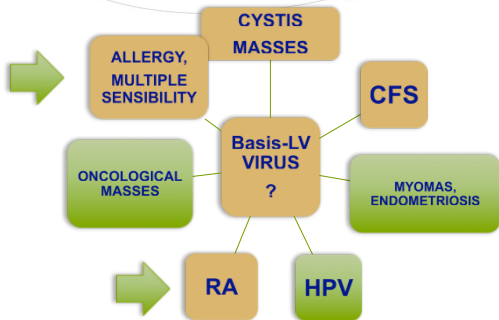 CYSTIS
MASSES
ALLERGY,
MULTIPLE
SENSIBILITY
CFS
Basis-LV
VIRUS
?
ONCOLOGICAL
MASSES
MYOMAS,
ENDOMETRIOSIS
RA
HPV